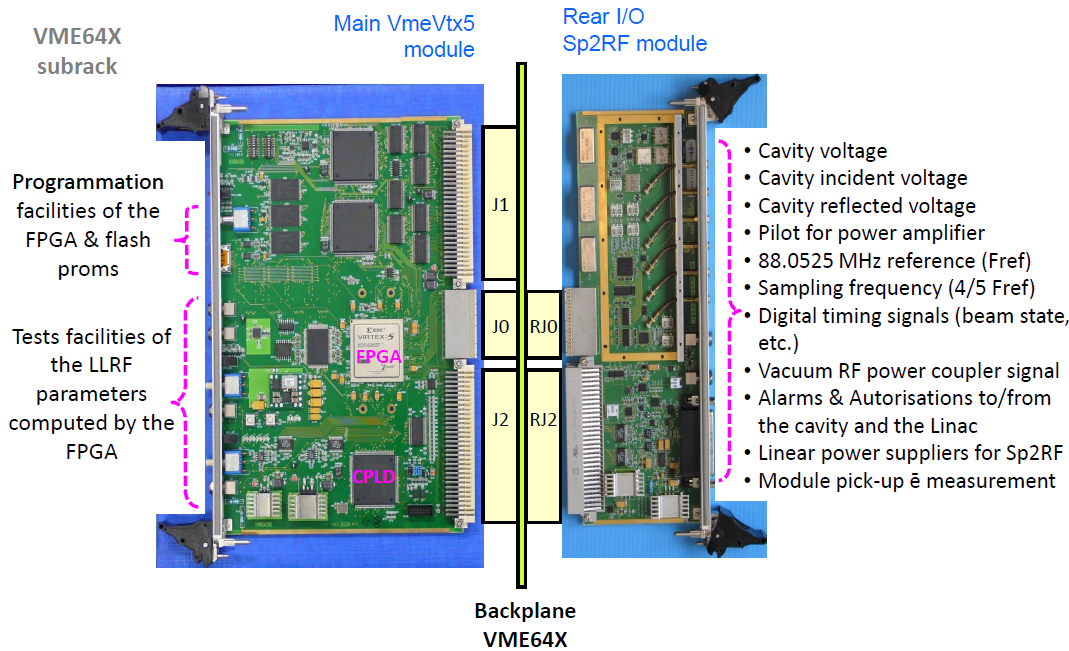 VME64X
subrack
Main VmeVtx5
module
Rear I/O
Sp2RF module
Programmation
facilities of the
FPGA & flash
proms
Tests facilities of
the LLRF
parameters
computed by the
FPGA
XILINX
VIRTEX-5
FPGA
CPLD
J1
J0
RJ0
J2
RJ2
• Cavity voltage
• Cavity incident voltage
• Cavity reflected voltage
• Pilot for power amplifier
• 88.0525 MHz reference (Fref)
• Sampling frequency (4/5 Fref)
• Digital timing signals (beam state,
etc.)
• Vacuum RF power coupler signal
• Alarms & Autorisations to/from
the cavity and the Linac
• Linear power suppliers for Sp2RF
• Module pick-up ē measurement
Backplane
VME64X